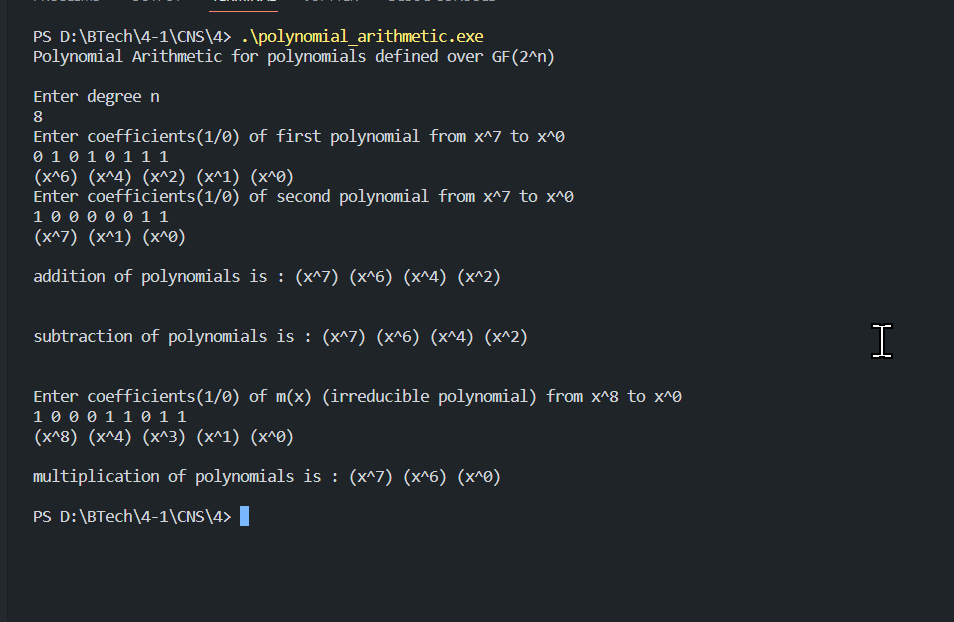 PS D:\BTech\4-1\CNS\4> .\polynomial_arithmetic.exe
Polynomial Arithmetic for polynomials defined over GF(2^n)
Enter degree n
8
Enter coefficients(1/0) of first polynomial from x^7 to x^0
0 1 0 1 0 1 1 1
(x^6) (x^4) (x^2) (x^1) (x^0)
Enter coefficients(1/0) of second polynomial from x^7 to x^0
1 0 0 0 0 0 1 1
(x^7) (x^1) (x^0)
addition of polynomials is : (x^7) (x^6) (x^4) (x^2)
subtraction of polynomials is : (x^7) (x^6) (x^4) (x^2)
Enter coefficients(1/0) of m(x) (irreducible polynomial) from x^8 to x^0
1 0 0 0 1 1 0 1 1
(x^8) (x^4) (x^3) (x^1) (x^0)
multiplication of polynomials is : (x^7) (x^6) (x^0)
PS D:\BTech\4-1\CNS\4>